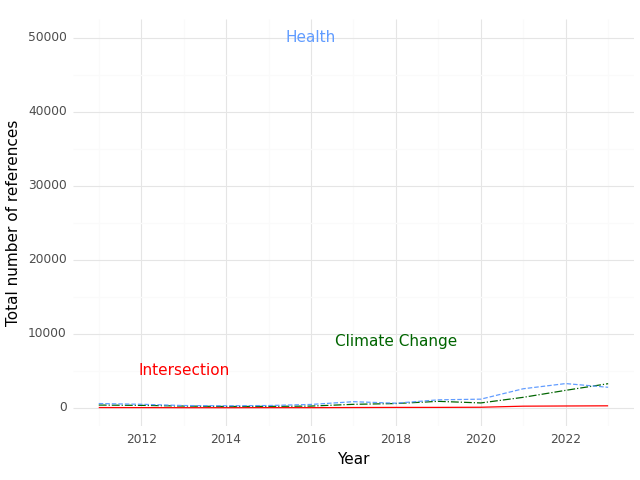 50000
Health
40000
30000
20000
10000
Climate Change
Intersection
0
Total number of references
2012
2014
2016
2018
2020
2022
Year